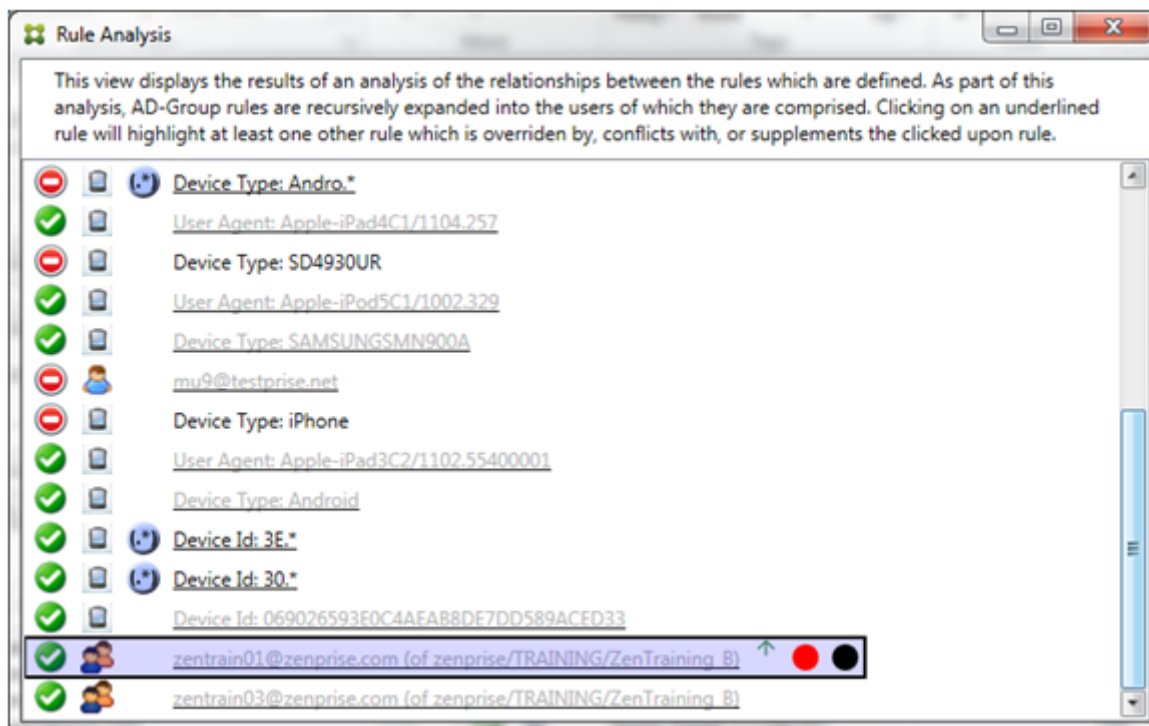 Rule Analysis
This view displays the results of an analysis of the relationships between the rules which are defined. As part of this
analysis, AD-Group rules are recursively expanded into the users of which they are comprised. Clicking on an underlined
rule will highlight at least one other rule which is overriden by, conflicts with, or supplements the clicked upon rule.
(.*) Device Type: Andro.*
User Agent: Apple-iPad4C1/1104.257
Device Type: SD4930UR
User Agent: Apple-iPod5C1/1002.329
Device Type: SAMSUNGSMN900A
mu9@testprise.net
Device Type: iPhone
User Agent: Apple-iPad3C2/1102.55400001
Device Type: Android
(.*) Device Id: 3E.*
(.*) Device Id: 30.*
Device Id: 069026593E0C4AEAB8DE7DD589ACED33
zentrain01@zenprise.com (of zenprise/TRAINING/ZenTraining_B)
zentrain03@zenprise.com (of zenprise/TRAINING/ZenTraining_B)